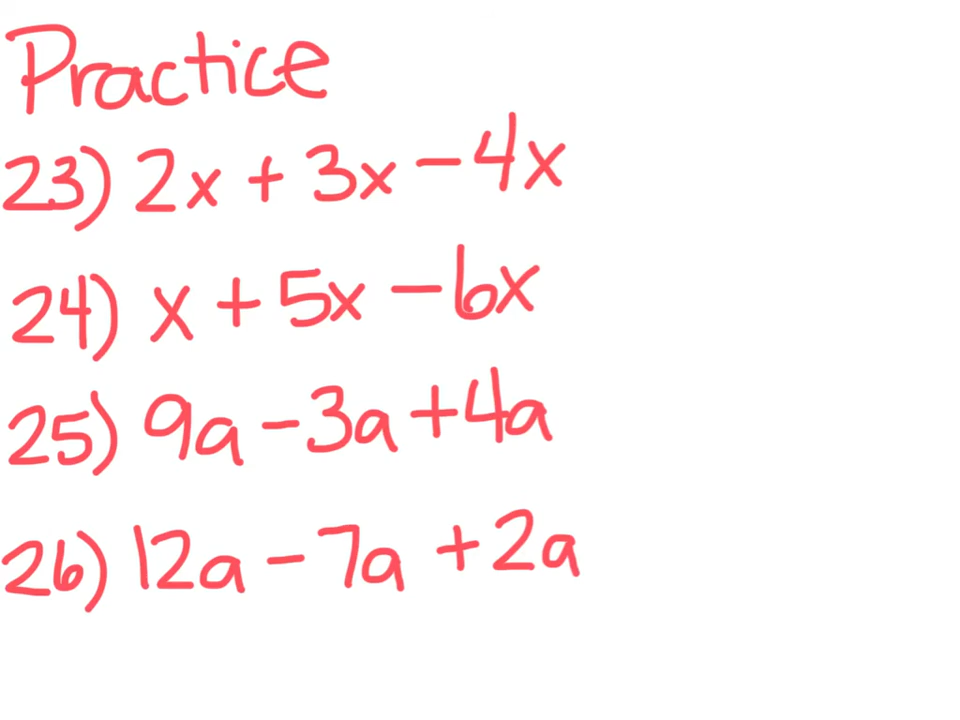 Practice
23) 2x + 3x - 4x
24) x + 5x - 6x
25) 9a - 3a + 4a
26) 12a - 7a + 2a